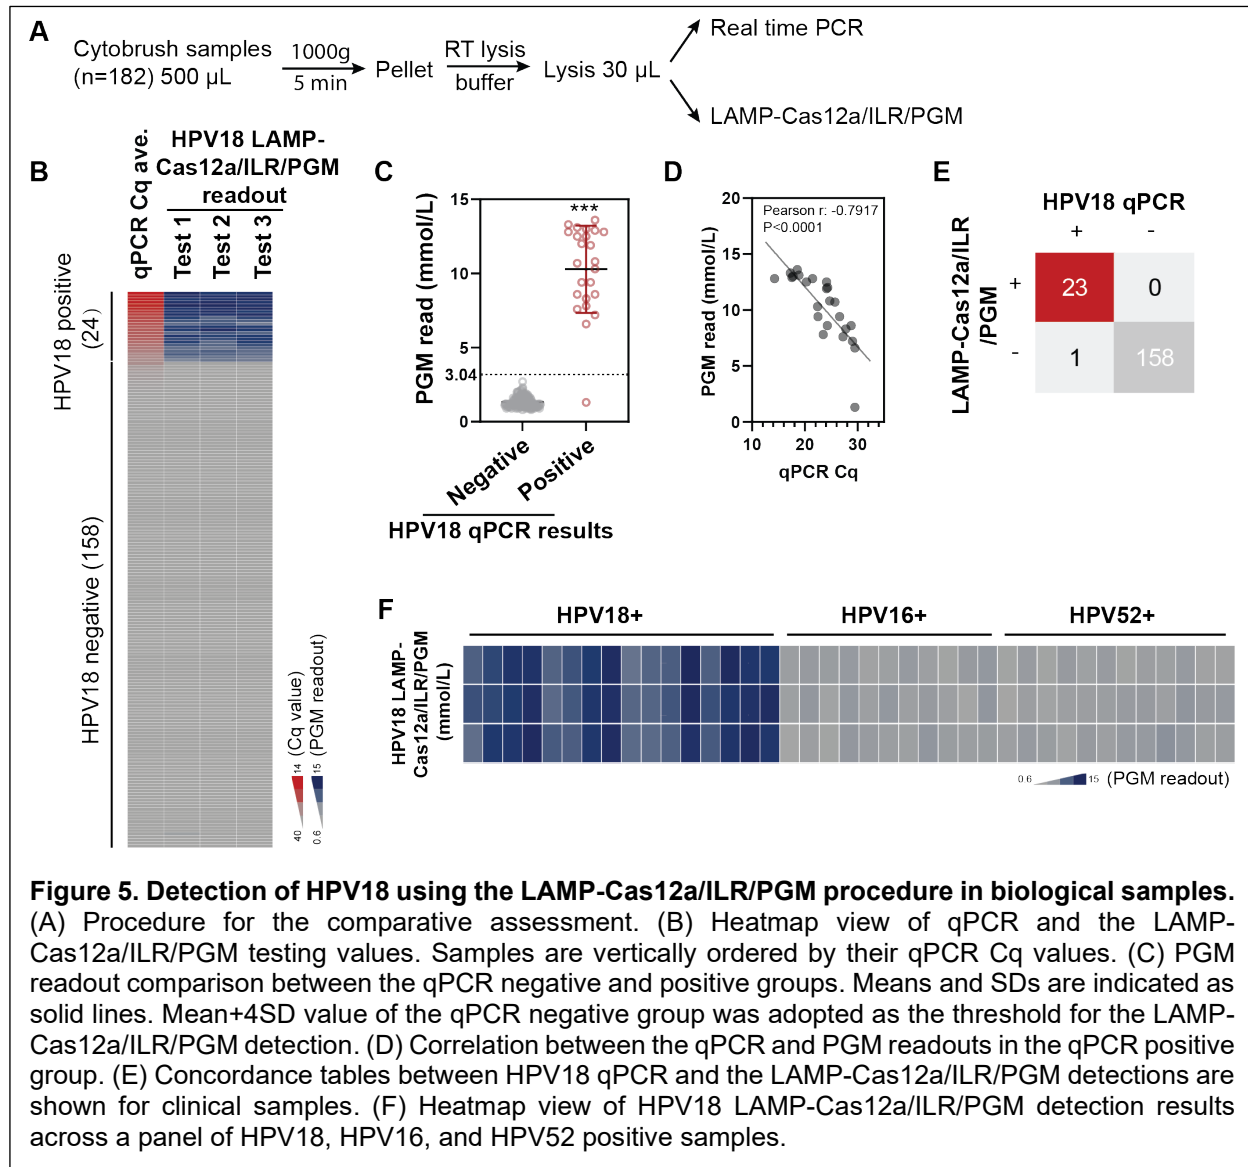 A
Cytobrush samples
(n=182) 500 µL
1000g
5 min
Pellet
RT lysis
buffer
Lysis 30 µL
Real time PCR
LAMP-Cas12a/ILR/PGM
B
qPCR Cq ave.
HPV18 LAMP-
Cas12a/ILR/PGM
readout
Test 1
Test 2
Test 3
HPV18 positive
(24)
HPV18 negative (158)
40
14
(Cq value)
0.6
15
(PGM readout)
C
PGM read (mmol/L)
15
10
5
3.04
0
***
Negative
Positive
HPV18 qPCR results
D
PGM read (mmol/L)
20
15
10
5
0
Pearson r: -0.7917
P<0.0001
10
20
30
qPCR Cq
E
HPV18 qPCR
+
-
LAMP-Cas12a/ILR
/PGM
+
23
0
-
1
158
F
HPV18+
HPV16+
HPV52+
HPV18 LAMP-
Cas12a/ILR/PGM
(mmol/L)
0.6
15
(PGM readout)
Figure 5. Detection of HPV18 using the LAMP-Cas12a/ILR/PGM procedure in biological samples.
(A) Procedure for the comparative assessment. (B) Heatmap view of qPCR and the LAMP-
Cas12a/ILR/PGM testing values. Samples are vertically ordered by their qPCR Cq values. (C) PGM
readout comparison between the qPCR negative and positive groups. Means and SDs are indicated as
solid lines. Mean+4SD value of the qPCR negative group was adopted as the threshold for the LAMP-
Cas12a/ILR/PGM detection. (D) Correlation between the qPCR and PGM readouts in the qPCR positive
group. (E) Concordance tables between HPV18 qPCR and the LAMP-Cas12a/ILR/PGM detections are
shown for clinical samples. (F) Heatmap view of HPV18 LAMP-Cas12a/ILR/PGM detection results
across a panel of HPV18, HPV16, and HPV52 positive samples.